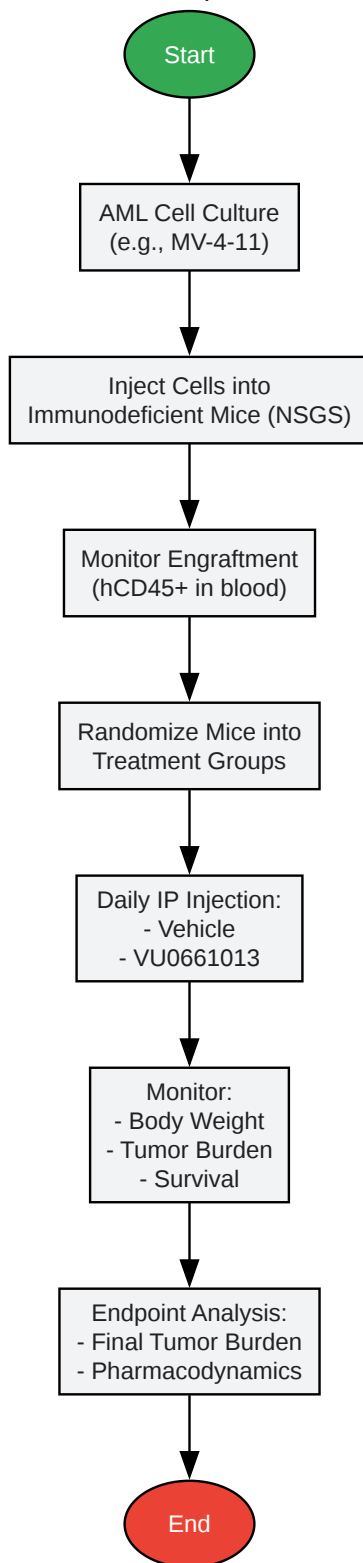 Start
AML Cell Culture
(e.g., MV-4-11)
Inject Cells into
Immunodeficient Mice (NSGS)
Monitor Engraftment
(hCD45+ in blood)
Randomize Mice into
Treatment Groups
Daily IP Injection:
- Vehicle
- VU0661013
Monitor:
- Body Weight
- Tumor Burden
- Survival
Endpoint Analysis:
- Final Tumor Burden
- Pharmacodynamics
End